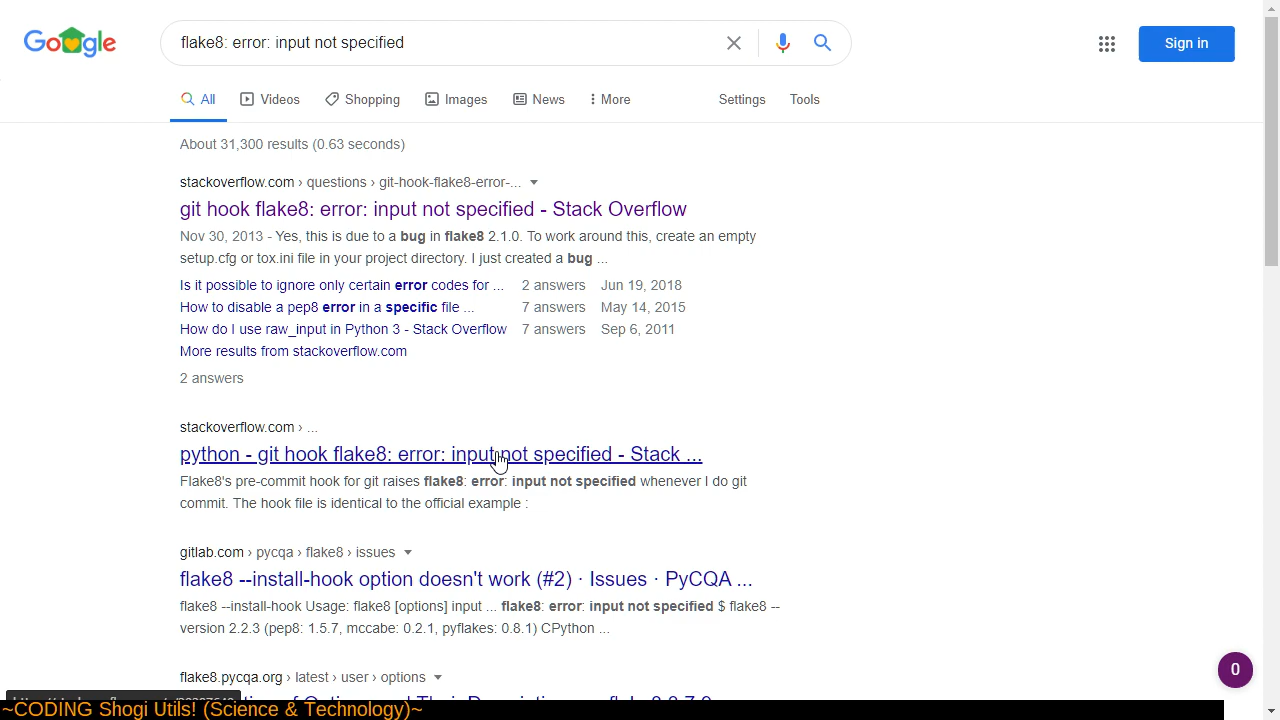 Google
flake8: error: input not specified
Sign in
All Videos Shopping Images News More Settings Tools
About 31,300 results (0.63 seconds)
stackoverflow.com › questions › git-hook-flake8-error-...
git hook flake8: error: input not specified - Stack Overflow
Nov 30, 2013 - Yes, this is due to a bug in flake8 2.1.0. To work around this, create an empty
setup.cfg or tox.ini file in your project directory. I just created a bug ...
Is it possible to ignore only certain error codes for ... 2 answers Jun 19, 2018
How to disable a pep8 error in a specific file ... 7 answers May 14, 2015
How do I use raw_input in Python 3 - Stack Overflow 7 answers Sep 6, 2011
More results from stackoverflow.com
2 answers
stackoverflow.com › ...
python - git hook flake8: error: input not specified - Stack ...
Flake8's pre-commit hook for git raises flake8: error: input not specified whenever I do git
commit. The hook file is identical to the official example :
gitlab.com › pycqa › flake8 › issues
flake8 --install-hook option doesn't work (#2) · Issues · PyCQA ...
flake8 --install-hook Usage: flake8 [options] input ... flake8: error: input not specified $ flake8 --
version 2.2.3 (pep8: 1.5.7, mccabe: 0.2.1, pyflakes: 0.8.1) CPython ...
0
flake8.pycqa.org › latest › user › options
~CODING Shogi Utils! (Science & Technology)~